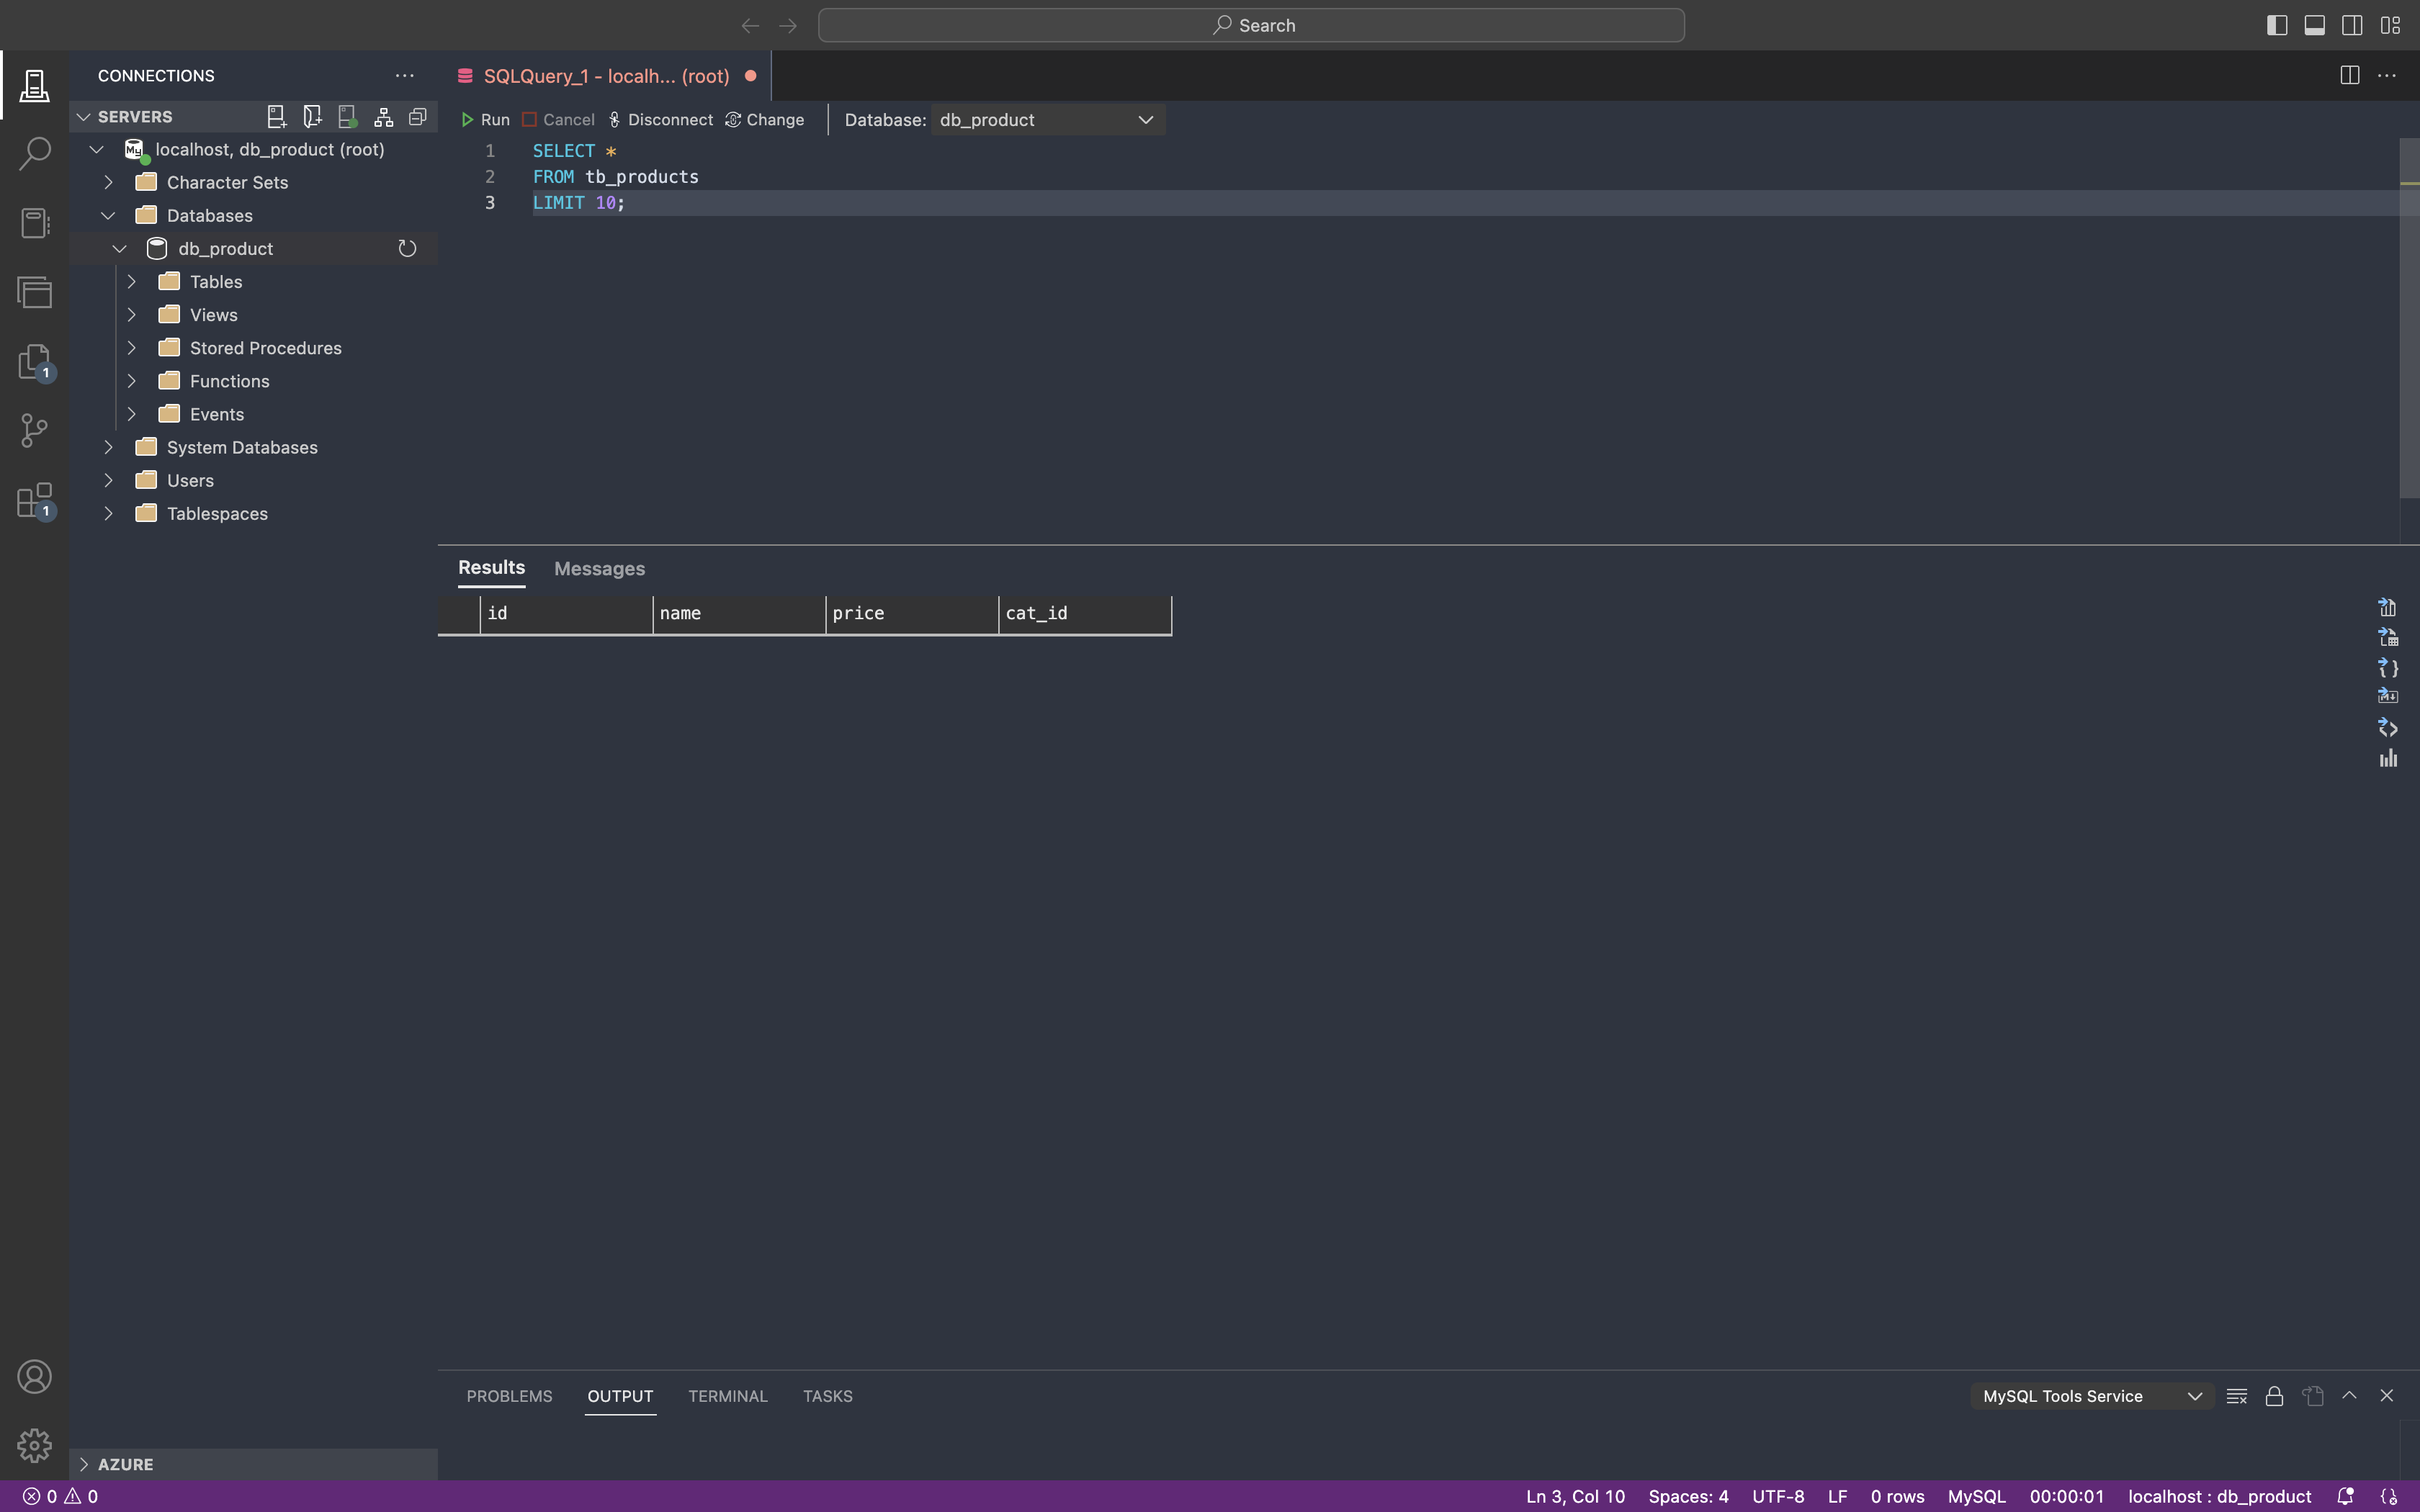 Search
CONNECTIONS
SQLQuery_1 - localh... (root)
SERVERS
Run Cancel Disconnect Change Database: db_product
localhost, db_product (root)
Character Sets
Databases
db_product
Tables
Views
Stored Procedures
Functions
Events
System Databases
Users
Tablespaces
1
1
1 SELECT *
2 FROM tb_products
3 LIMIT 10;
Results Messages
id name price cat_id
PROBLEMS OUTPUT TERMINAL TASKS MySQL Tools Service
AZURE
0 0 Ln 3, Col 10 Spaces: 4 UTF-8 LF 0 rows MySQL 00:00:01 localhost : db_product